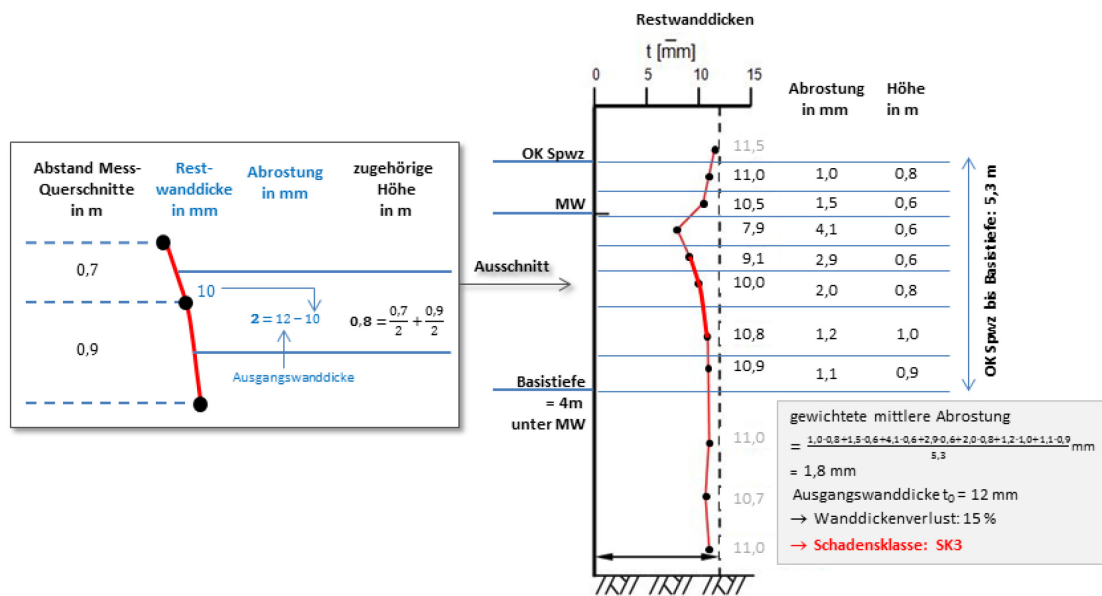 Restwanddicken
t [mm]
0 5 10 15
Abrostung
in mm
Höhe
in m
Abstand Mess-
Querschnitte
in m
Rest-
wanddicke
in mm
Abrostung
in mm
zugehörige
Höhe
in m
0,7
10
2 = 12 – 10
0,8 = 0,7/2 + 0,9/2
0,9
Ausgangswanddicke
Ausschnitt
OK Spwz
MW
Basistiefe
= 4m
unter MW
11,5
11,0 1,0 0,8
10,5 1,5 0,6
7,9 4,1 0,6
9,1 2,9 0,6
10,0 2,0 0,8
10,8 1,2 1,0
10,9 1,1 0,9
11,0
10,7
11,0
OK Spwz bis Basistiefe: 5,3 m
gewichtete mittlere Abrostung
= 1,0·0,8+1,5·0,6+4,1·0,6+2,9·0,6+2,0·0,8+1,2·1,0+1,1·0,9 / 5,3 mm
= 1,8 mm
Ausgangswanddicke t₀ = 12 mm
→ Wanddickenverlust: 15 %
→ Schadensklasse: SK3